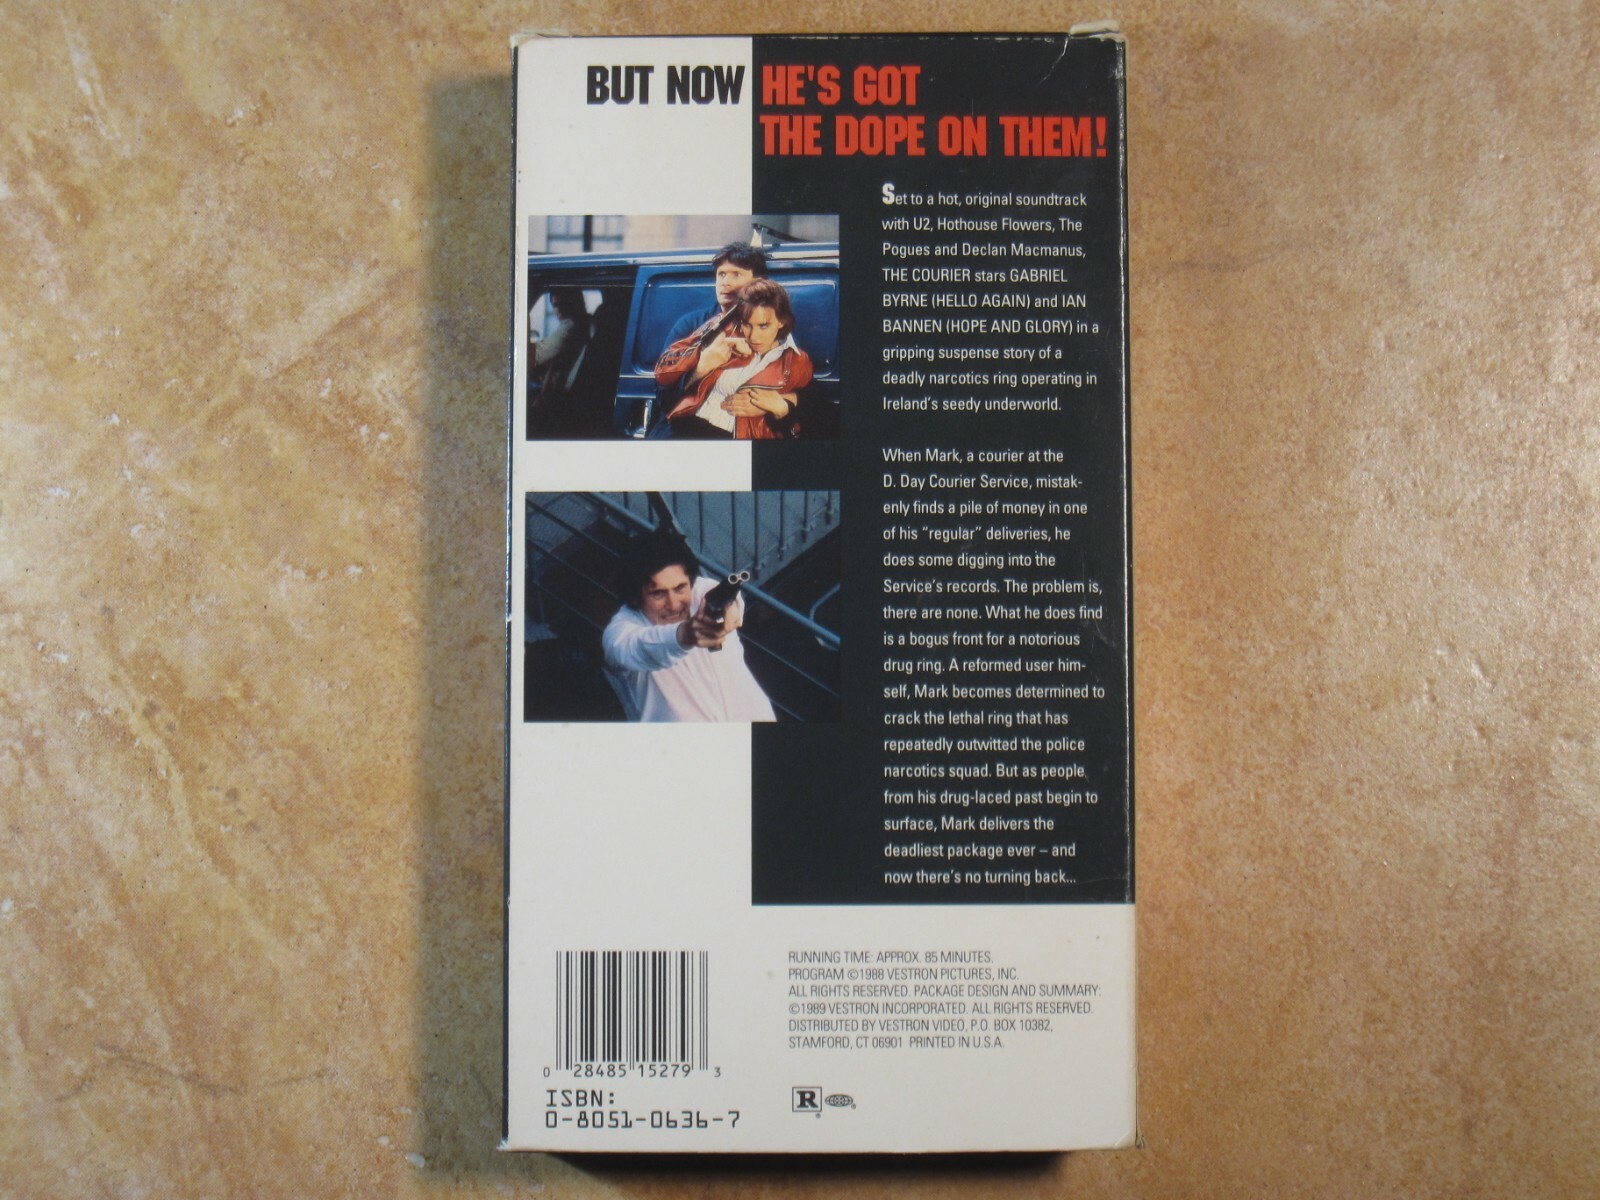 BUT NOW HE'S GOT
THE DOPE ON THEM!
Set to a hot, original soundtrack
with U2, Hothouse Flowers, The
Pogues and Declan Macmanus,
THE COURIER stars GABRIEL
BYRNE (HELLO AGAIN) and IAN
BANNEN (HOPE AND GLORY) in a
gripping suspense story of a
deadly narcotics ring operating in
Ireland's seedy underworld.
When Mark, a courier at the
D. Day Courier Service, mistak-
enly finds a pile of money in one
of his "regular" deliveries, he
does some digging into the
Service's records. The problem is,
there are none. What he does find
is a bogus front for a notorious
drug ring. A reformed user him-
self, Mark becomes determined to
crack the lethal ring that has
repeatedly outwitted the police
narcotics squad. But as people
from his drug-laced past begin to
surface, Mark delivers the
deadliest package ever – and
now there's no turning back...
0 28485 15279 3
ISBN:
0-8051-0636-7
RUNNING TIME: APPROX. 85 MINUTES.
PROGRAM ©1988 VESTRON PICTURES, INC.
ALL RIGHTS RESERVED. PACKAGE DESIGN AND SUMMARY:
©1989 VESTRON INCORPORATED. ALL RIGHTS RESERVED.
DISTRIBUTED BY VESTRON VIDEO, P.O. BOX 10382,
STAMFORD, CT 06901 PRINTED IN U.S.A.
R